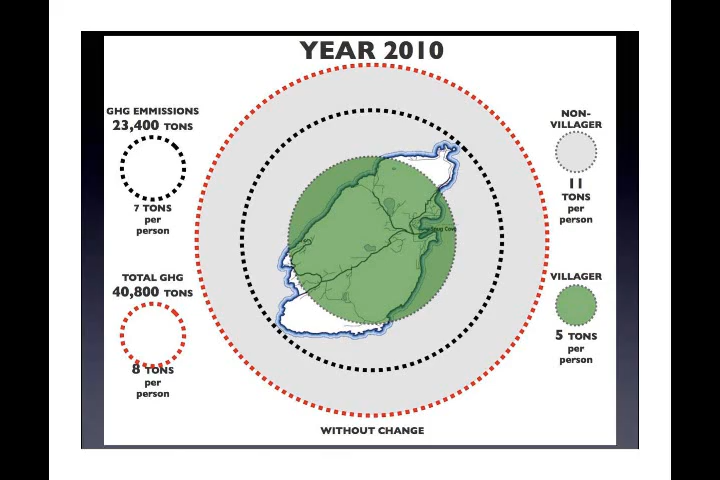 YEAR 2010
GHG EMMISSIONS
23,400 TONS
7 TONS
per
person
TOTAL GHG
40,800 TONS
8 TONS
per
person
NON-
VILLAGER
11
TONS
per
person
VILLAGER
5 TONS
per
person
WITHOUT CHANGE